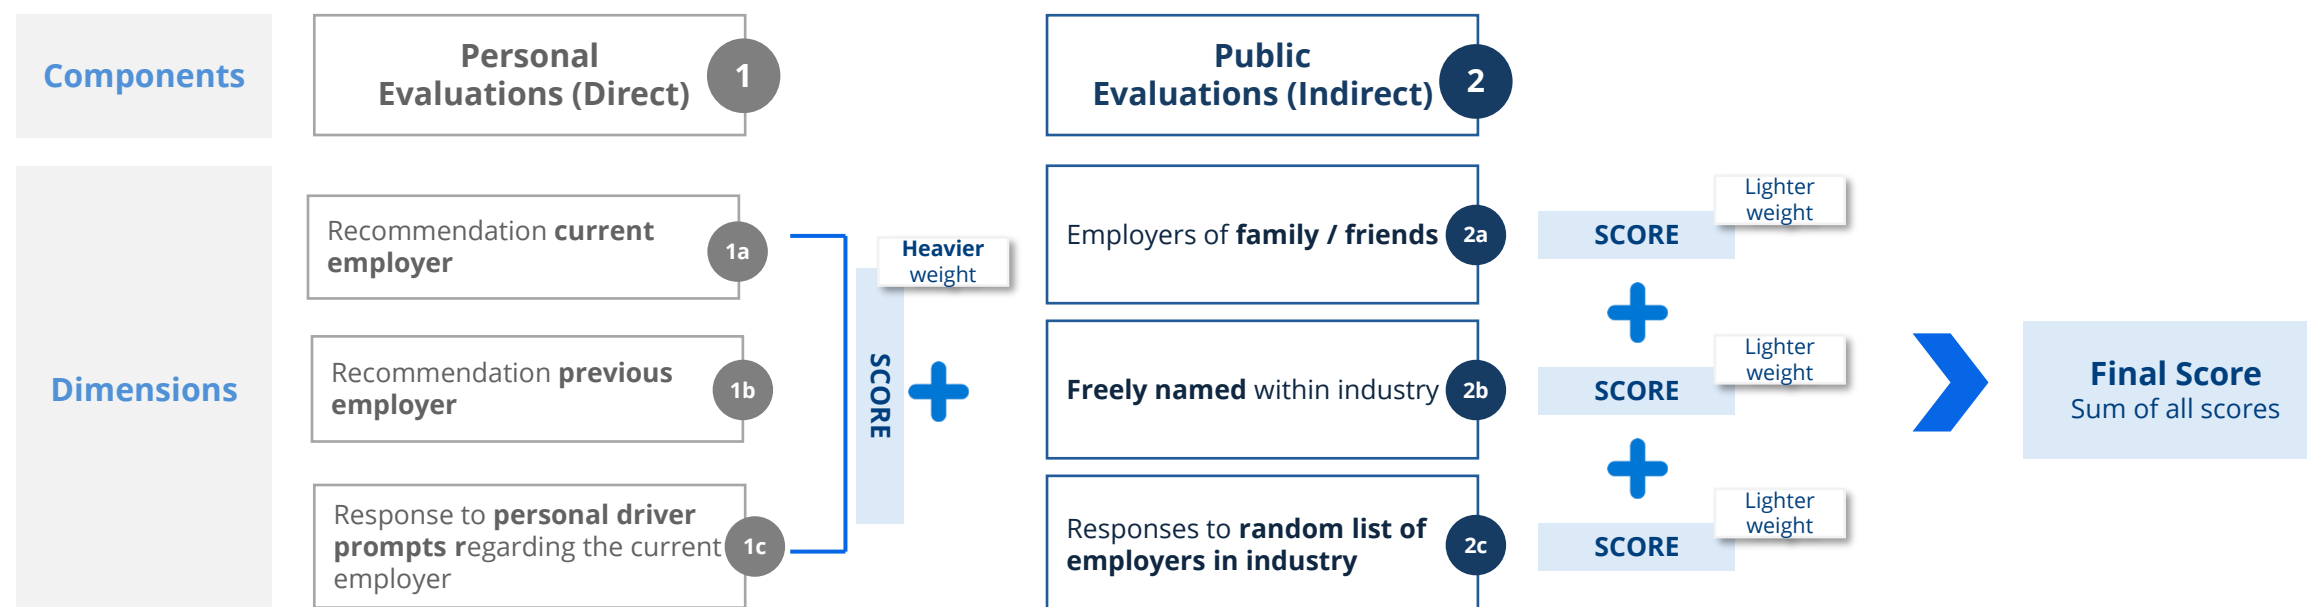 Components
Personal
Evaluations (Direct)
1
Public
Evaluations (Indirect)
2
Dimensions
Recommendation current
employer
1a
Recommendation previous
employer
1b
Response to personal driver
prompts regarding the current
employer
1c
Heavier
weight
SCORE
Employers of family / friends
2a
Freely named within industry
2b
Responses to random list of
employers in industry
2c
Lighter
weight
SCORE
Lighter
weight
SCORE
Lighter
weight
SCORE
Final Score
Sum of all scores